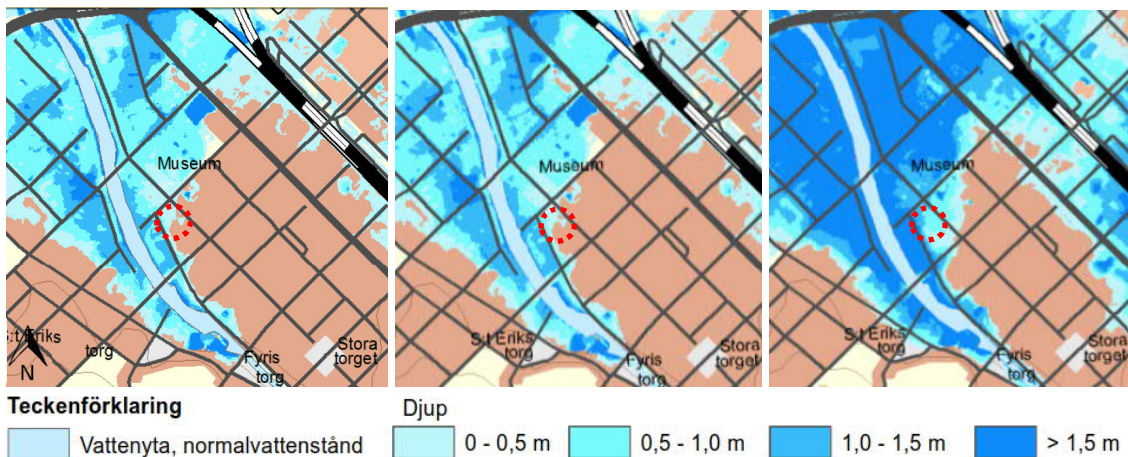 Museum
S:t Eriks
torg
N
Fyris
torg
Stora
torget
Museum
S:t Eriks
torg
Fyris
torg
Stora
torget
Museum
S:t Eriks
torg
Fyris
torg
Stora
torget
Teckenförklaring
Vattenyta, normalvattenstånd
Djup
0 - 0,5 m
0,5 - 1,0 m
1,0 - 1,5 m
> 1,5 m